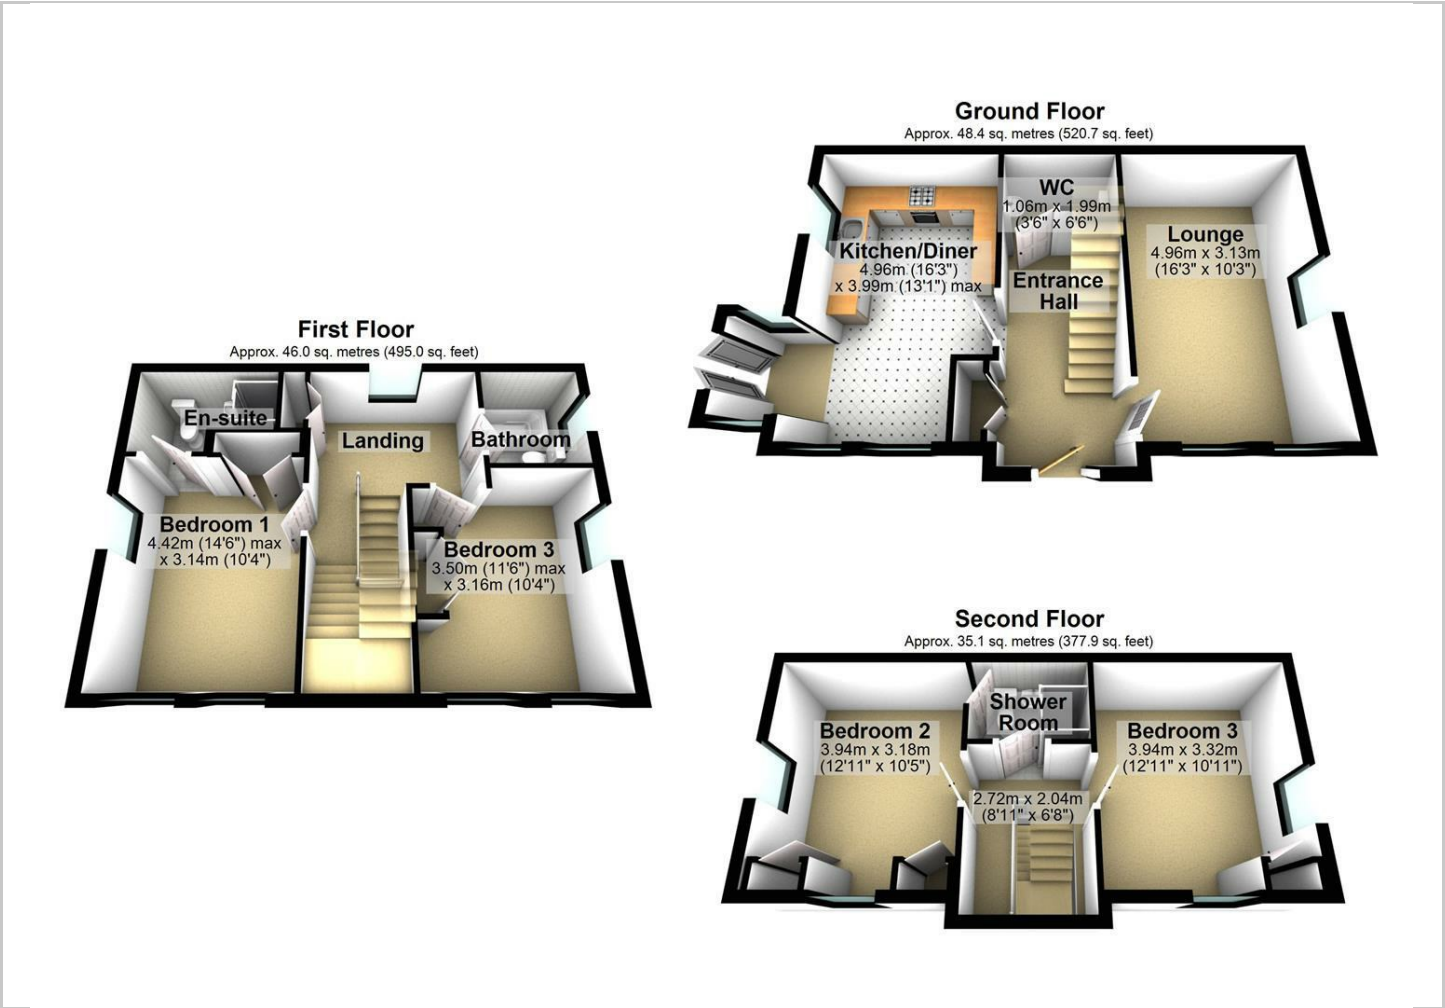 Ground Floor
Approx. 48.4 sq. metres (520.7 sq. feet)
WC
1.06m x 1.99m
(3'6" x 6'6")
Kitchen/Diner
4.96m (16'3")
x 3.99m (13'1") max
Entrance
Hall
Lounge
4.96m x 3.13m
(16'3" x 10'3")
First Floor
Approx. 46.0 sq. metres (495.0 sq. feet)
En-suite
Landing
Bathroom
Bedroom 1
4.42m (14'6") max
x 3.14m (10'4")
Bedroom 3
3.50m (11'6") max
x 3.16m (10'4")
Second Floor
Approx. 35.1 sq. metres (377.9 sq. feet)
Shower
Room
Bedroom 2
3.94m x 3.18m
(12'11" x 10'5")
Bedroom 3
3.94m x 3.32m
(12'11" x 10'11")
2.72m x 2.04m
(8'11" x 6'8")